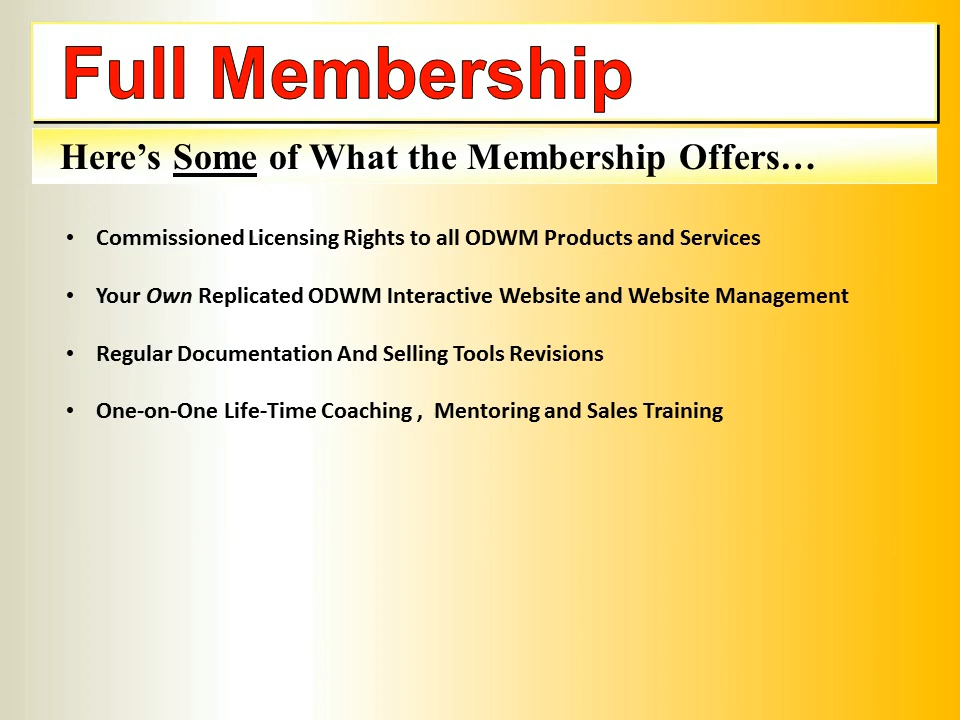 Full Membership
Here’s Some of What the Membership Offers…
• Commissioned Licensing Rights to all ODWM Products and Services
• Your Own Replicated ODWM Interactive Website and Website Management
• Regular Documentation And Selling Tools Revisions
• One-on-One Life-Time Coaching ,  Mentoring and Sales Training